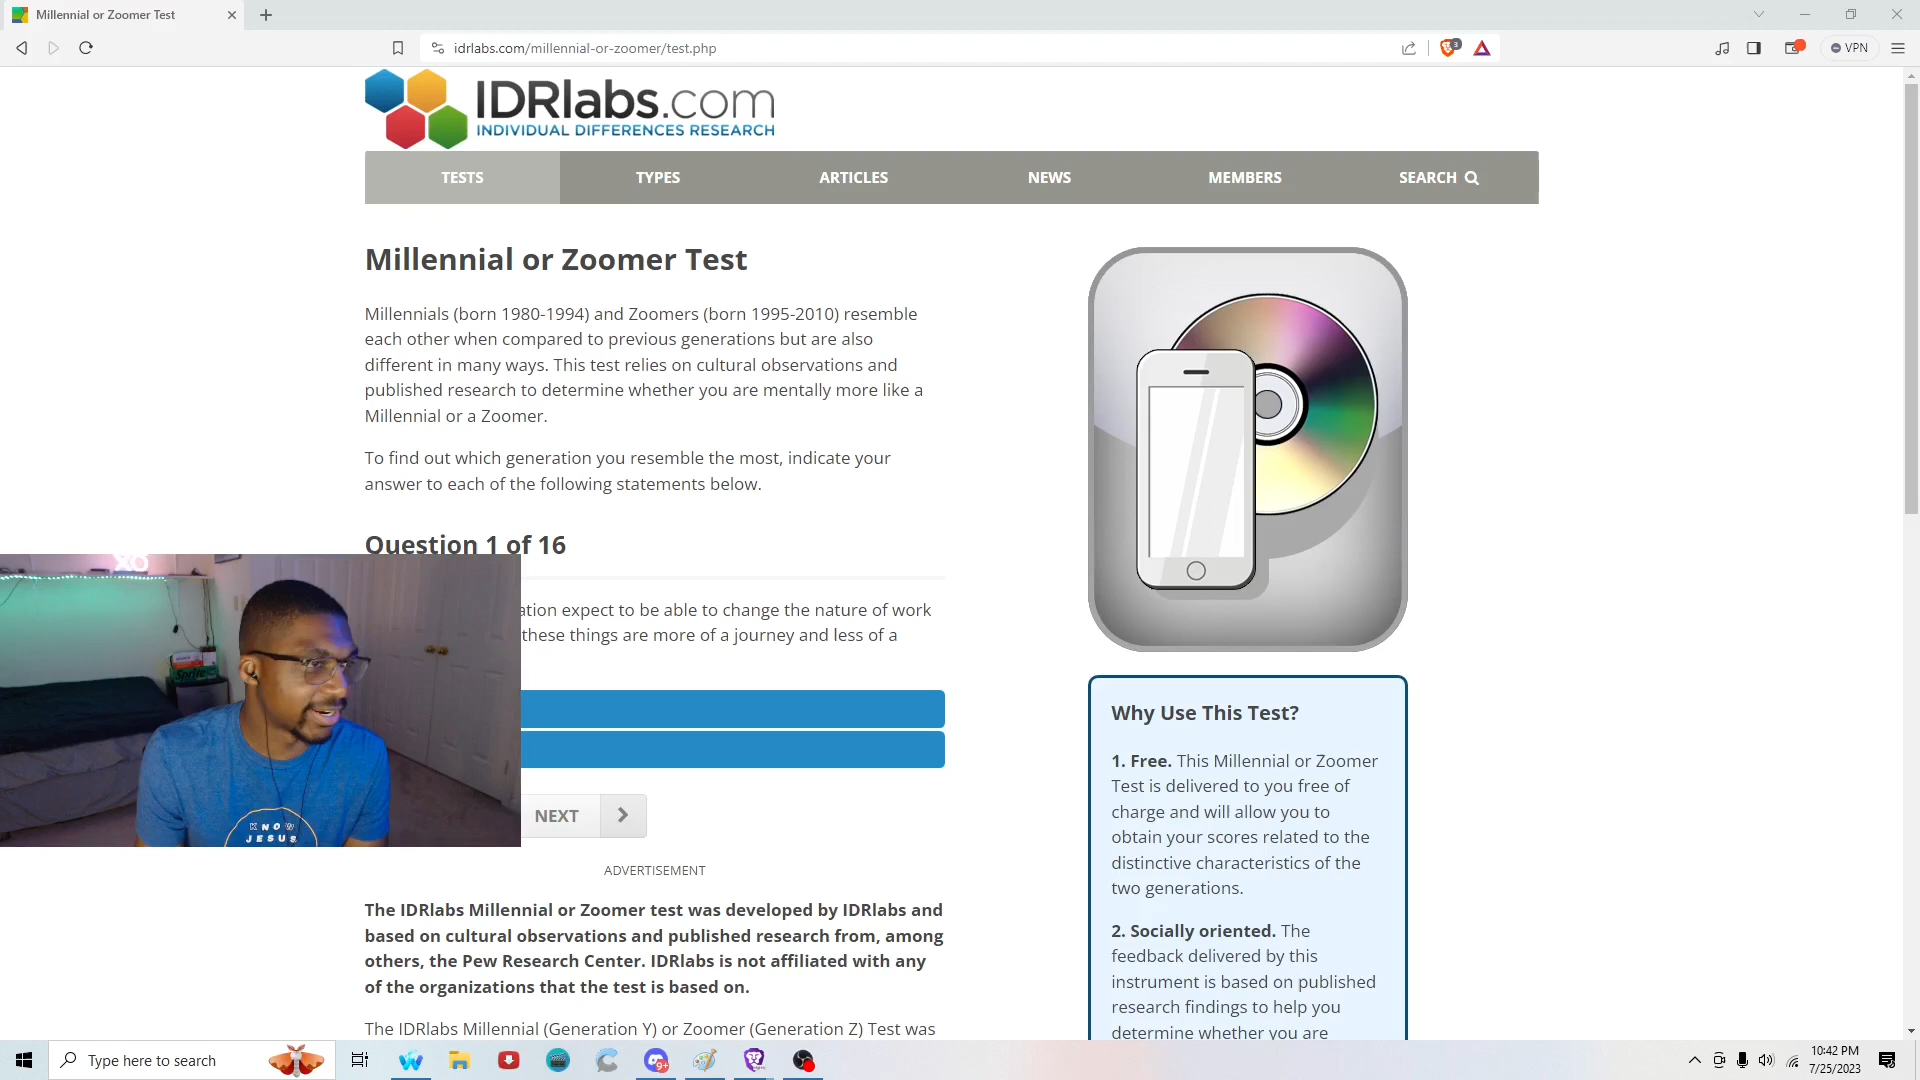 Millennial or Zoomer Test
idrlabs.com/millennial-or-zoomer/test.php
3
VPN
IDRlabs.com
INDIVIDUAL DIFFERENCES RESEARCH
TESTS
TYPES
ARTICLES
NEWS
MEMBERS
SEARCH
Millennial or Zoomer Test
Millennials (born 1980-1994) and Zoomers (born 1995-2010) resemble
each other when compared to previous generations but are also
different in many ways. This test relies on cultural observations and
published research to determine whether you are mentally more like a
Millennial or a Zoomer.
To find out which generation you resemble the most, indicate your
answer to each of the following statements below.
Question 1 of 16
ation expect to be able to change the nature of work
these things are more of a journey and less of a
NEXT
XO
Sprite
KNOW
JESUS
ADVERTISEMENT
The IDRlabs Millennial or Zoomer test was developed by IDRlabs and
based on cultural observations and published research from, among
others, the Pew Research Center. IDRlabs is not affiliated with any
of the organizations that the test is based on.
The IDRlabs Millennial (Generation Y) or Zoomer (Generation Z) Test was
Why Use This Test?
1. Free. This Millennial or Zoomer
Test is delivered to you free of
charge and will allow you to
obtain your scores related to the
distinctive characteristics of the
two generations.
2. Socially oriented. The
feedback delivered by this
instrument is based on published
research findings to help you
determine whether you are
Type here to search
9+
10:42 PM
7/25/2023